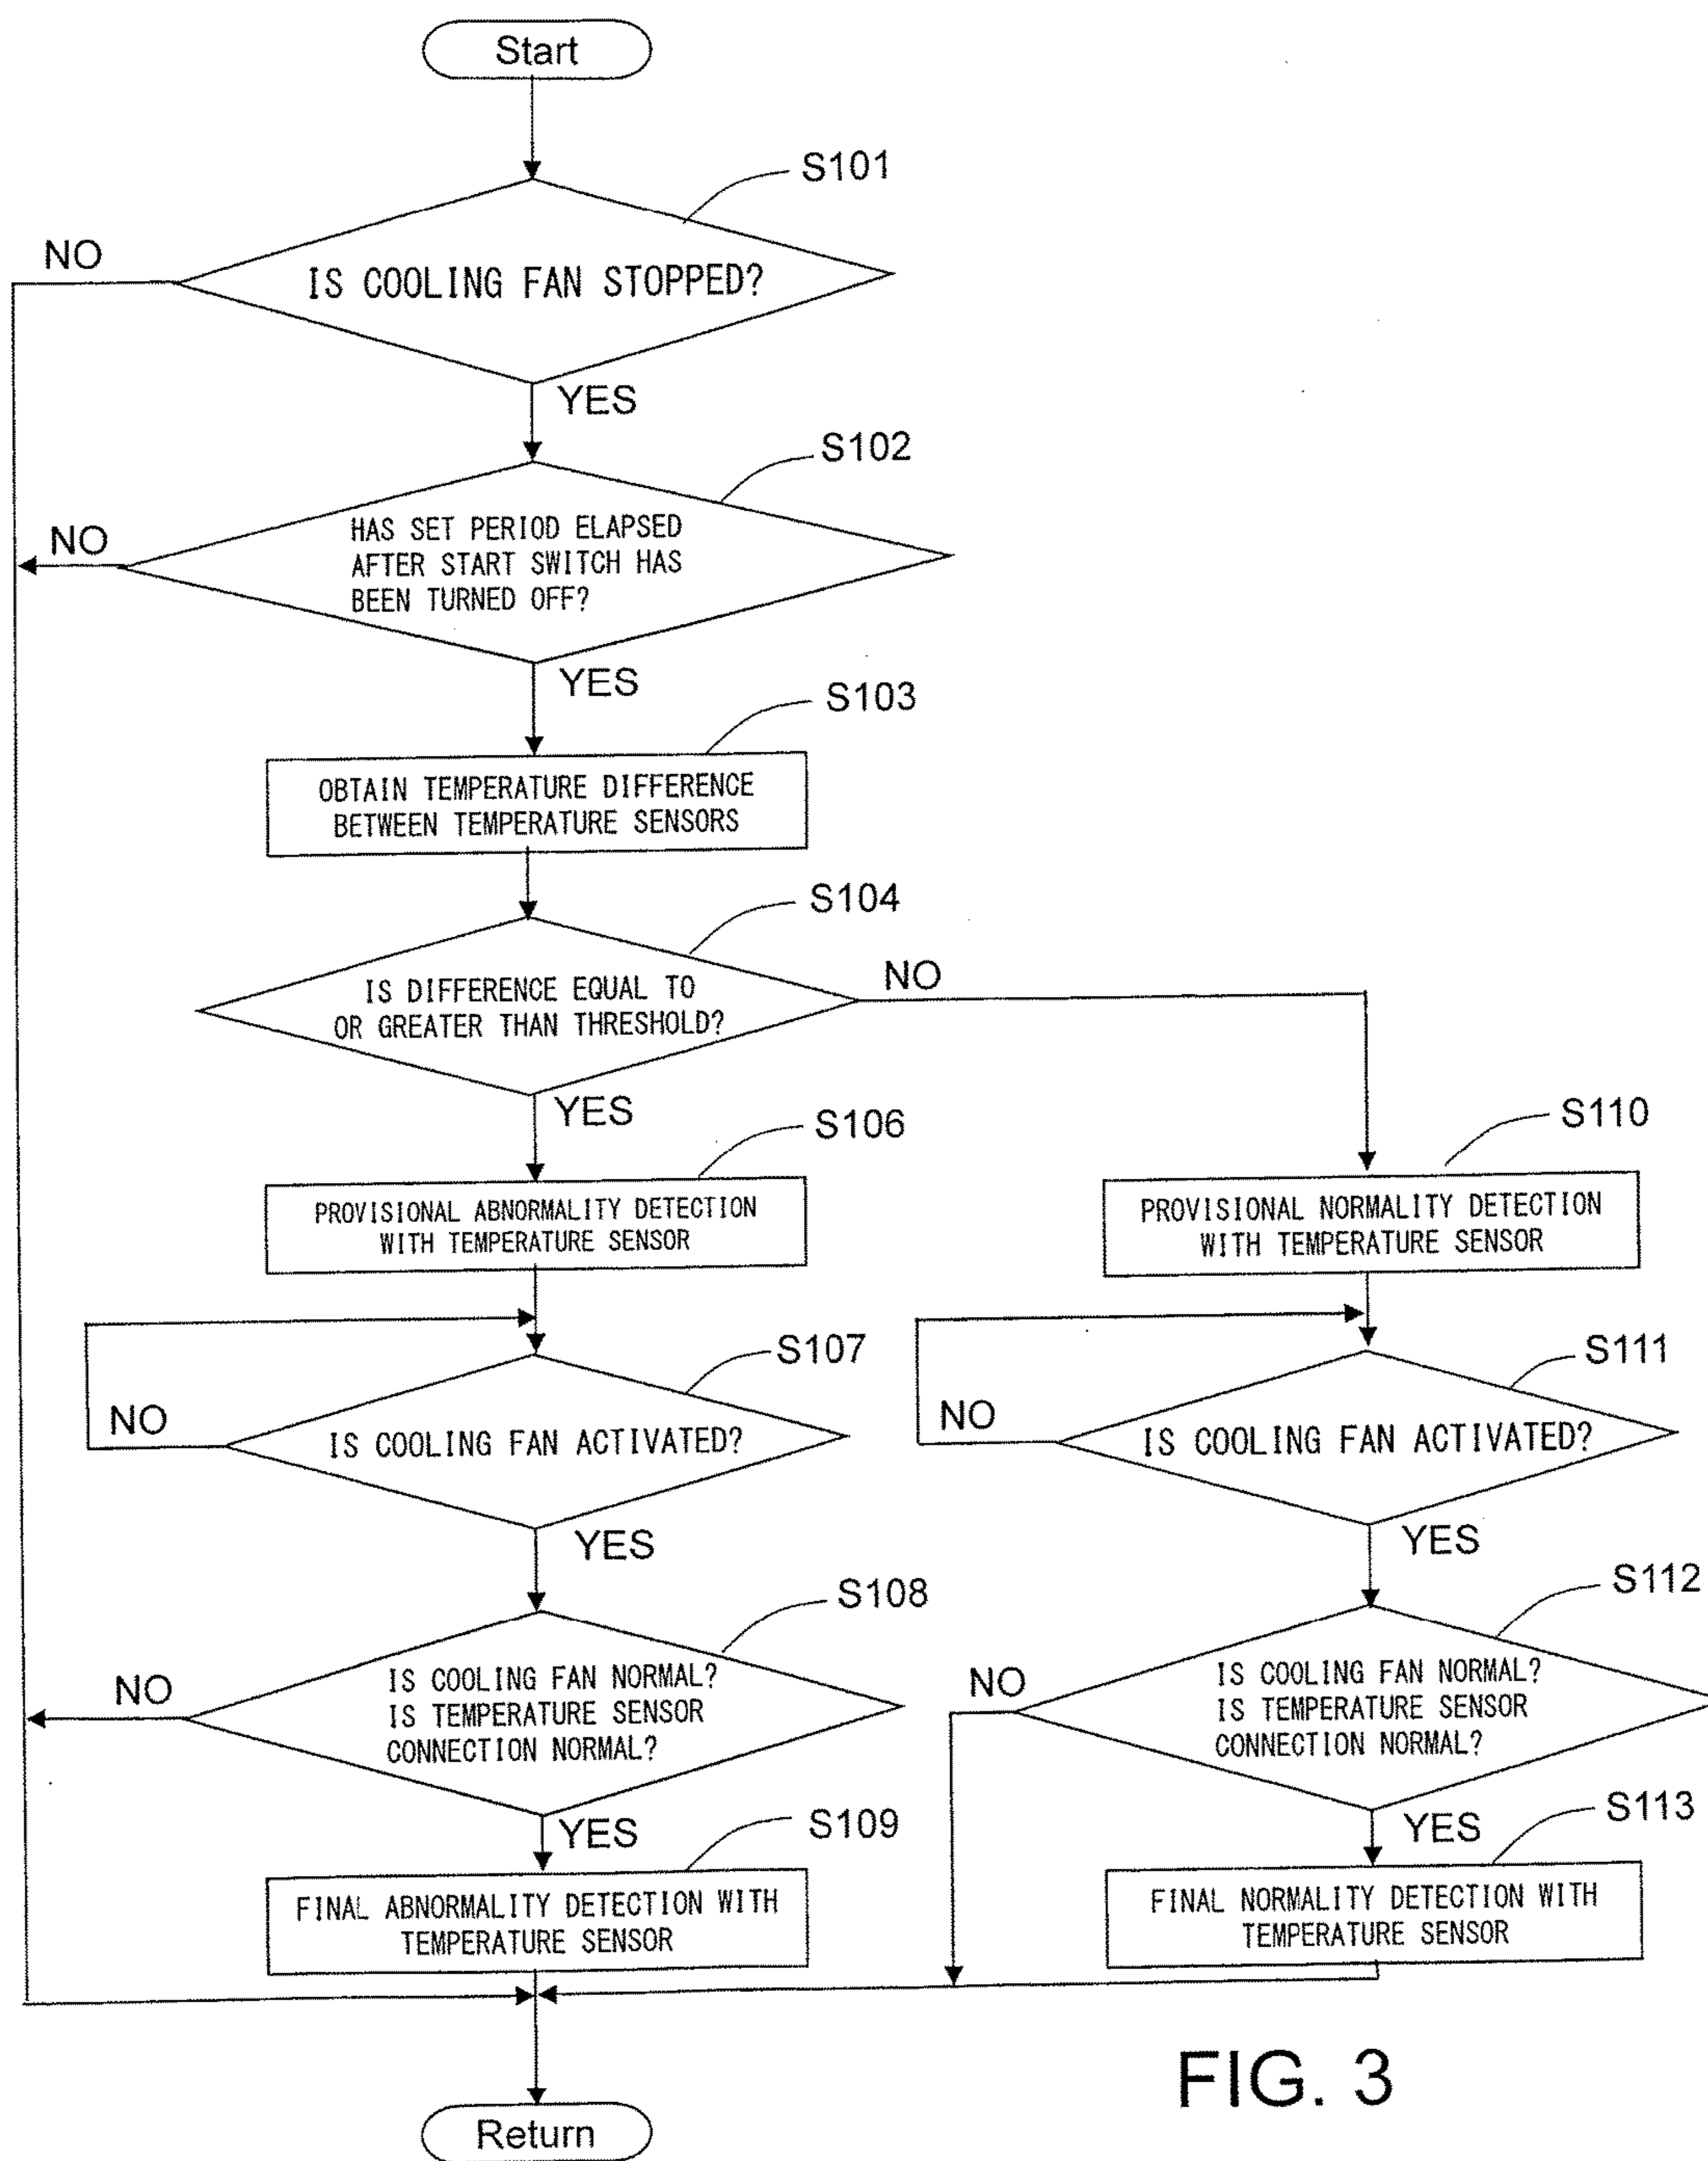 Start
S101
NO
IS COOLING FAN STOPPED?
YES
S102
NO
HAS SET PERIOD ELAPSED
AFTER START SWITCH HAS
BEEN TURNED OFF?
YES
S103
OBTAIN TEMPERATURE DIFFERENCE
BETWEEN TEMPERATURE SENSORS
S104
NO
IS DIFFERENCE EQUAL TO
OR GREATER THAN THRESHOLD?
YES
S106
PROVISIONAL ABNORMALITY DETECTION
WITH TEMPERATURE SENSOR
S107
NO
IS COOLING FAN ACTIVATED?
YES
S108
NO
IS COOLING FAN NORMAL?
IS TEMPERATURE SENSOR
CONNECTION NORMAL?
YES
S109
FINAL ABNORMALITY DETECTION WITH
TEMPERATURE SENSOR
S110
PROVISIONAL NORMALITY DETECTION
WITH TEMPERATURE SENSOR
S111
NO
IS COOLING FAN ACTIVATED?
YES
S112
NO
IS COOLING FAN NORMAL?
IS TEMPERATURE SENSOR
CONNECTION NORMAL?
YES
S113
FINAL NORMALITY DETECTION WITH
TEMPERATURE SENSOR
Return
FIG. 3